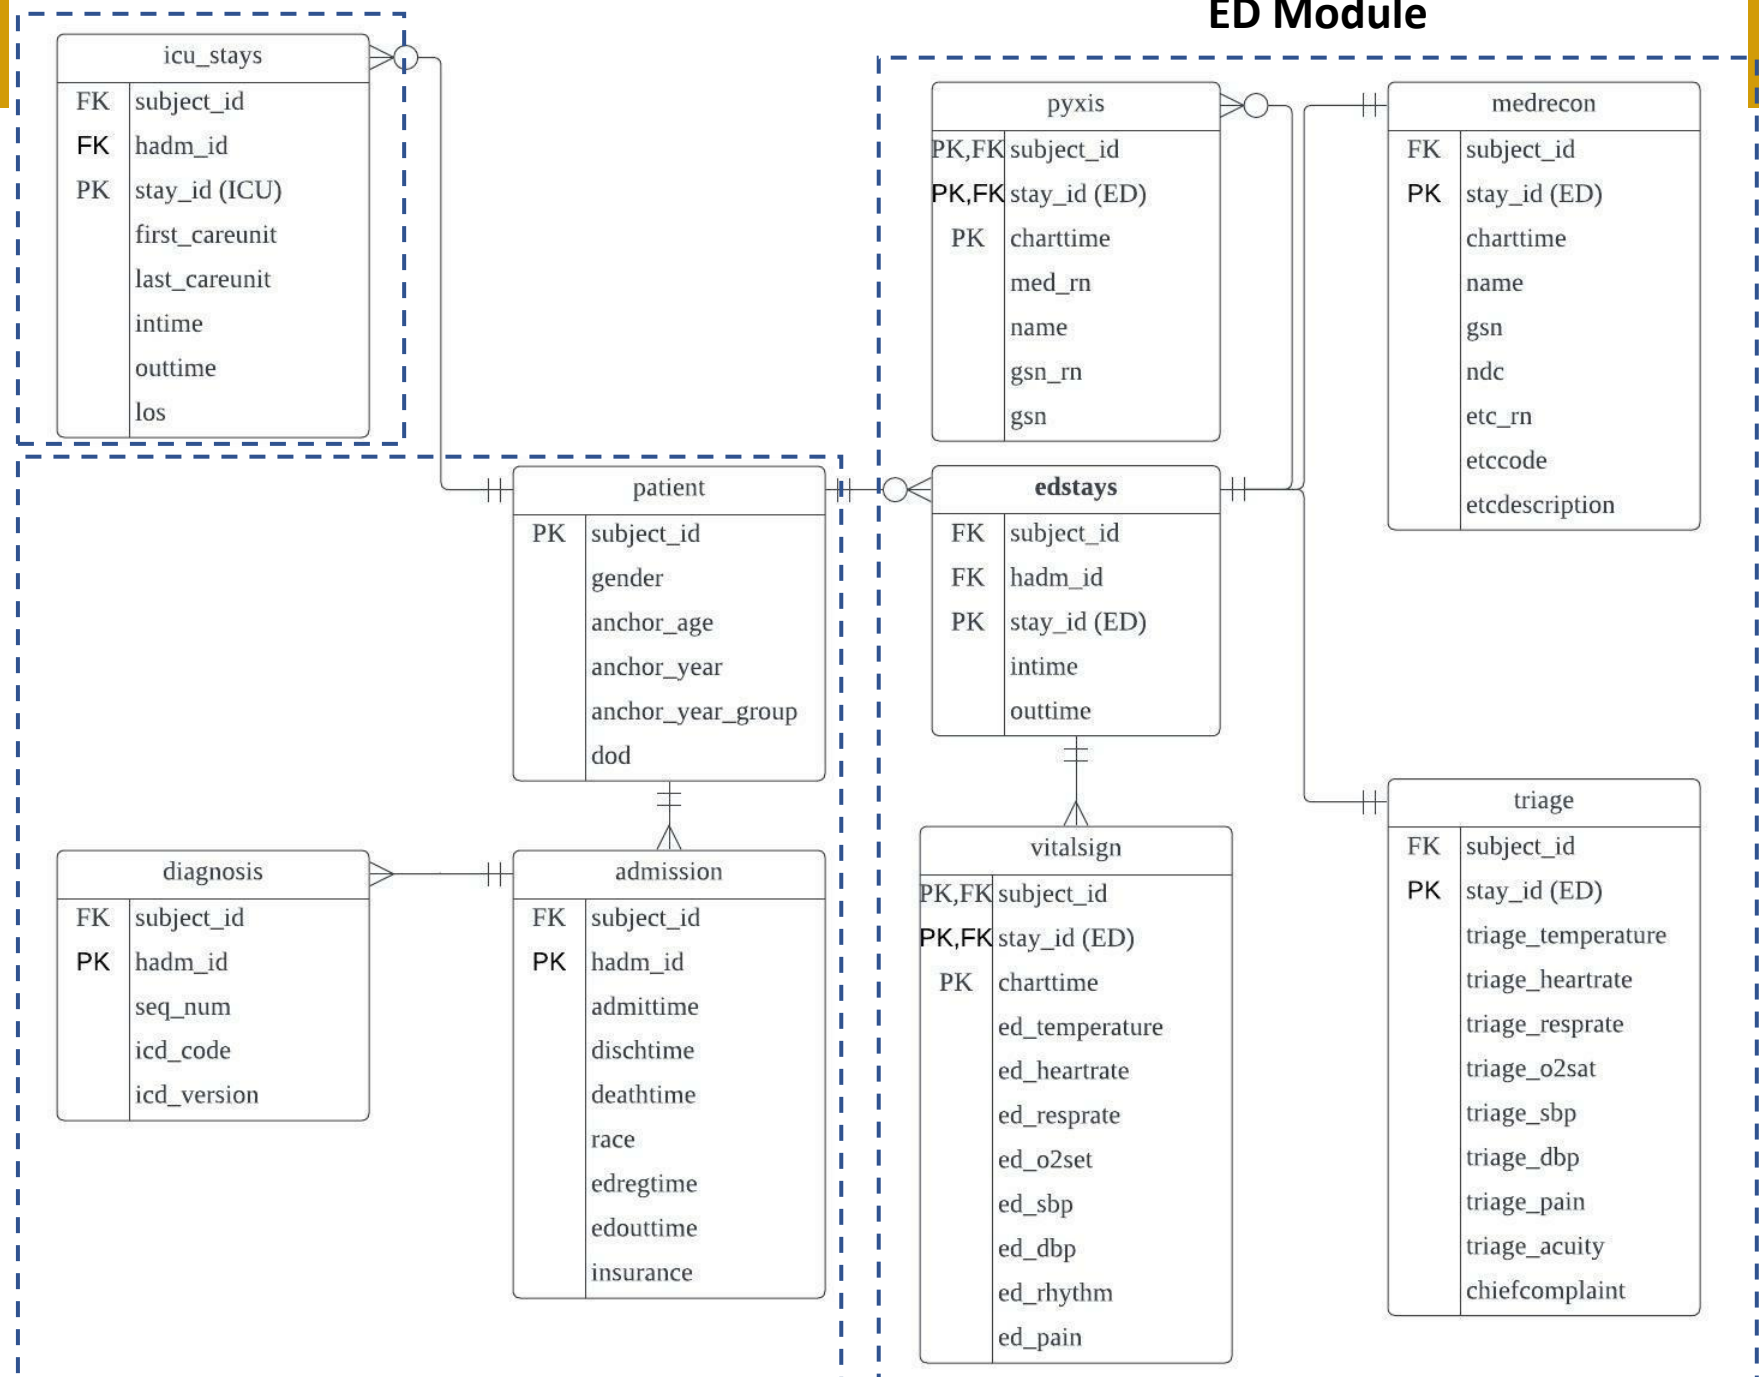 ED Module
icu_stays
FK subject_id
FK hadm_id
PK stay_id (ICU)
first_careunit
last_careunit
intime
outtime
los
pyxis
PK,FK subject_id
PK,FK stay_id (ED)
PK charttime
med_rn
name
gsn_rn
gsn
medrecon
FK subject_id
PK stay_id (ED)
charttime
name
gsn
ndc
etc_rn
etccode
etcdescription
patient
PK subject_id
gender
anchor_age
anchor_year
anchor_year_group
dod
edstays
FK subject_id
FK hadm_id
PK stay_id (ED)
intime
outtime
diagnosis
FK subject_id
PK hadm_id
seq_num
icd_code
icd_version
admission
FK subject_id
PK hadm_id
admittime
dischtime
deathtime
race
edregtime
edouttime
insurance
vitalsign
PK,FK subject_id
PK,FK stay_id (ED)
PK charttime
ed_temperature
ed_heartrate
ed_resprate
ed_o2set
ed_sbp
ed_dbp
ed_rhythm
ed_pain
triage
FK subject_id
PK stay_id (ED)
triage_temperature
triage_heartrate
triage_resprate
triage_o2sat
triage_sbp
triage_dbp
triage_pain
triage_acuity
chiefcomplaint